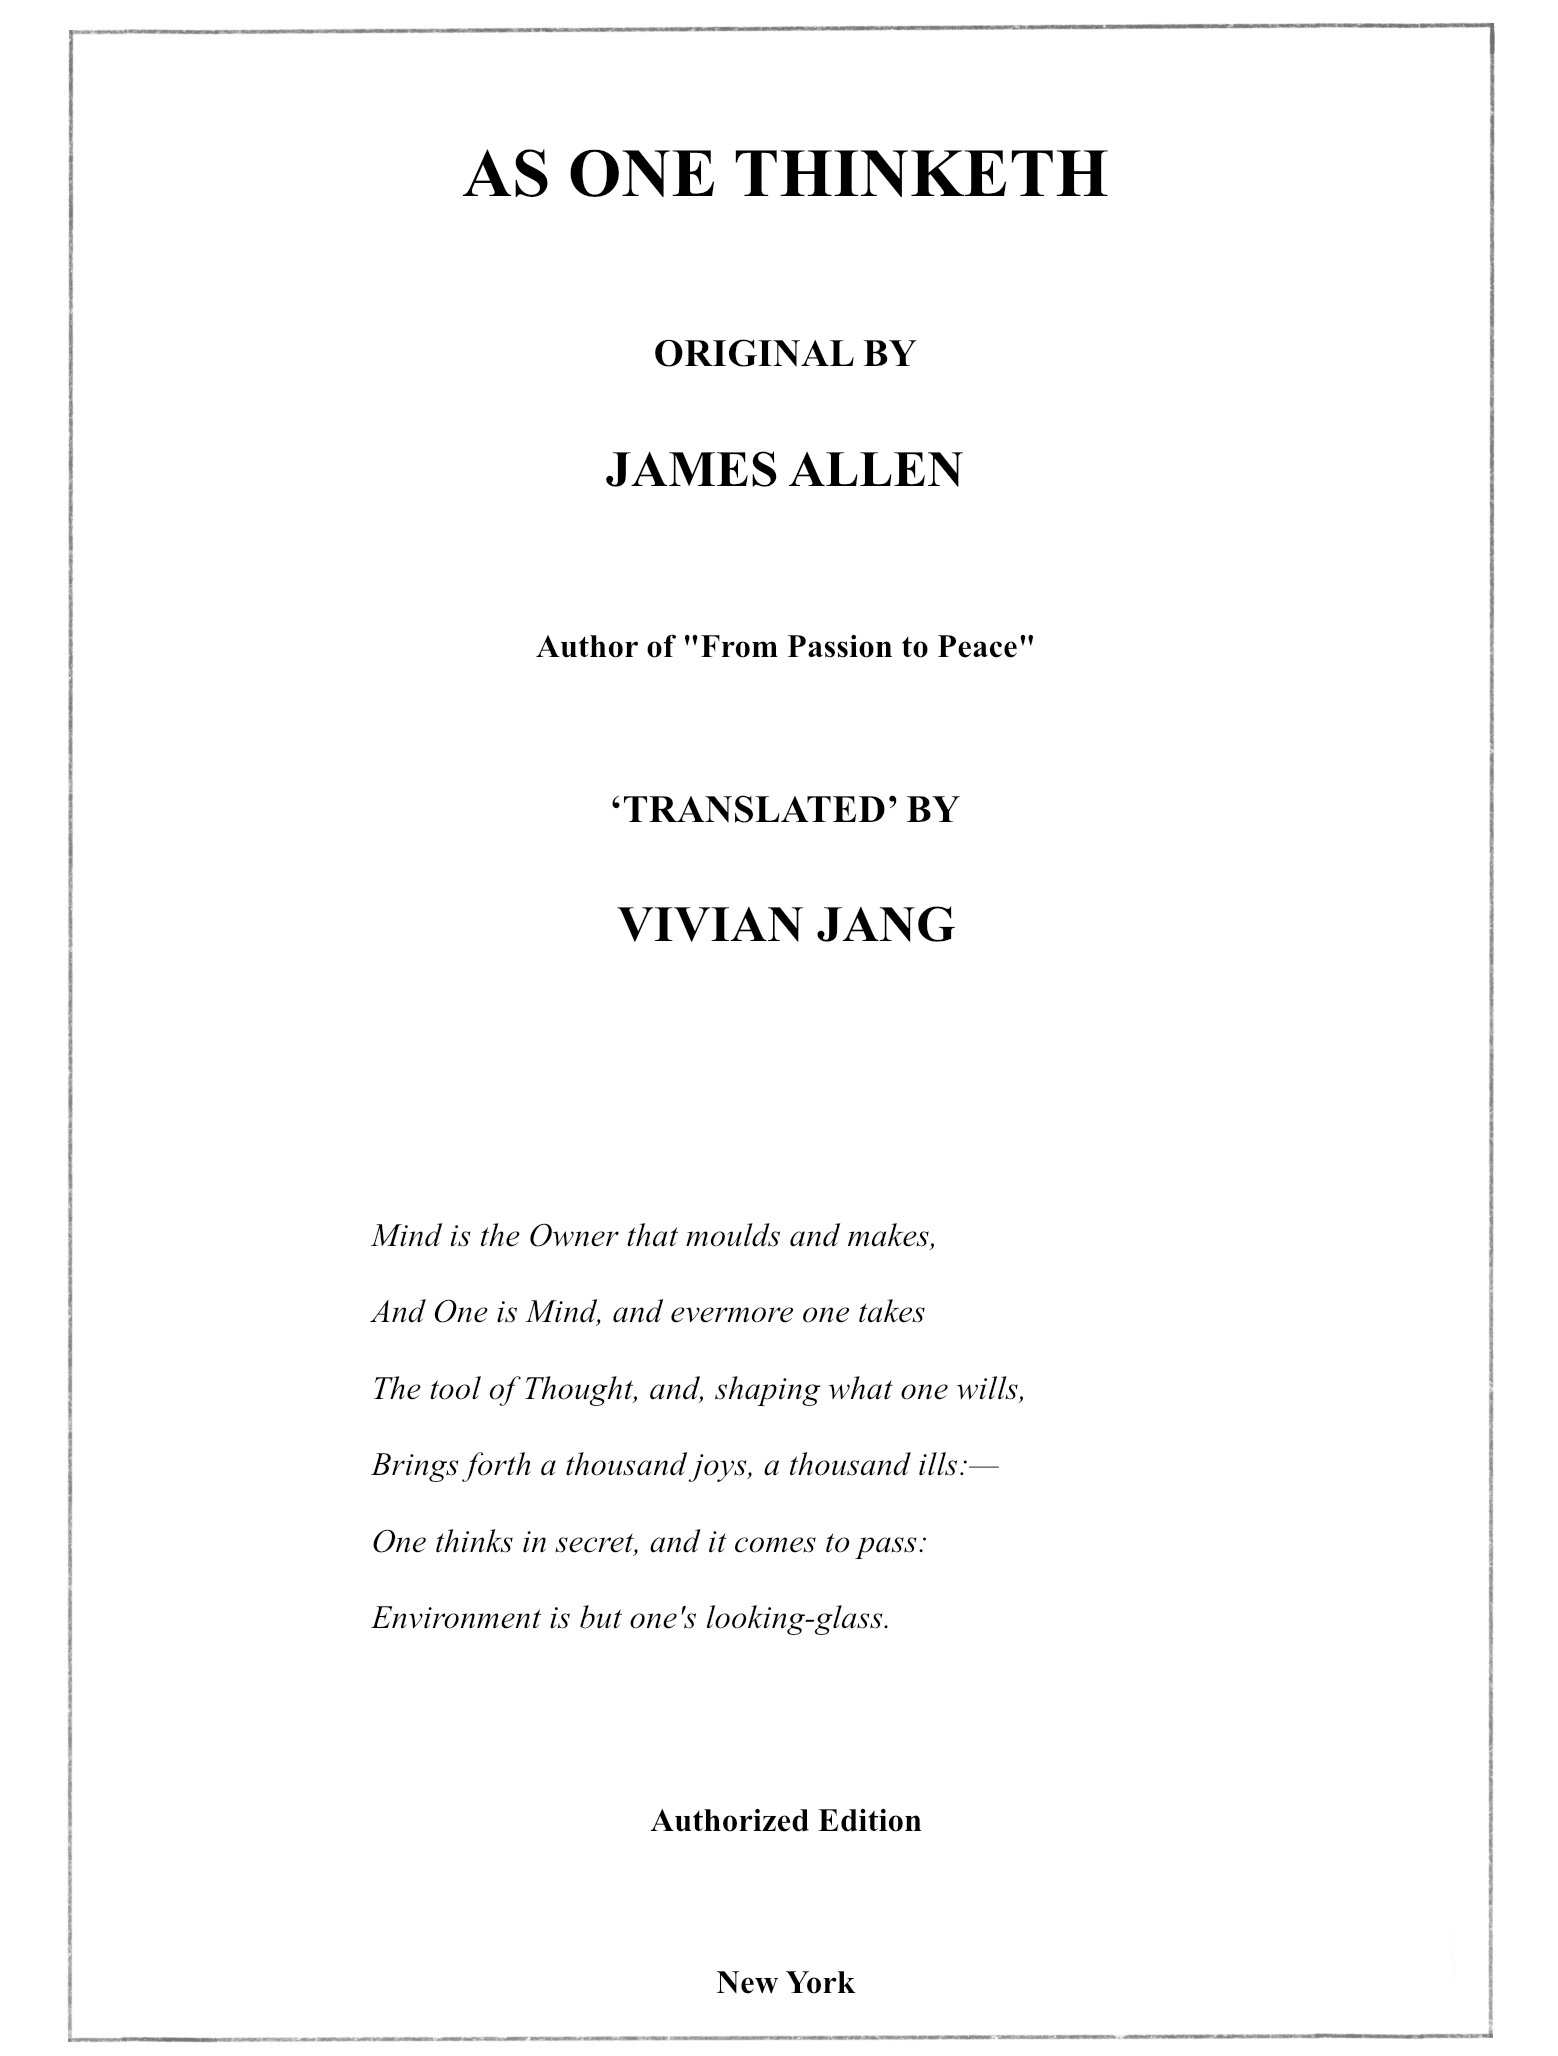 AS ONE THINKETH
ORIGINAL BY
JAMES ALLEN
Author of "From Passion to Peace"
‘TRANSLATED’ BY
VIVIAN JANG
Mind is the Owner that moulds and makes,
And One is Mind, and evermore one takes
The tool of Thought, and, shaping what one wills,
Brings forth a thousand joys, a thousand ills:—
One thinks in secret, and it comes to pass:
Environment is but one's looking-glass.
Authorized Edition
New York